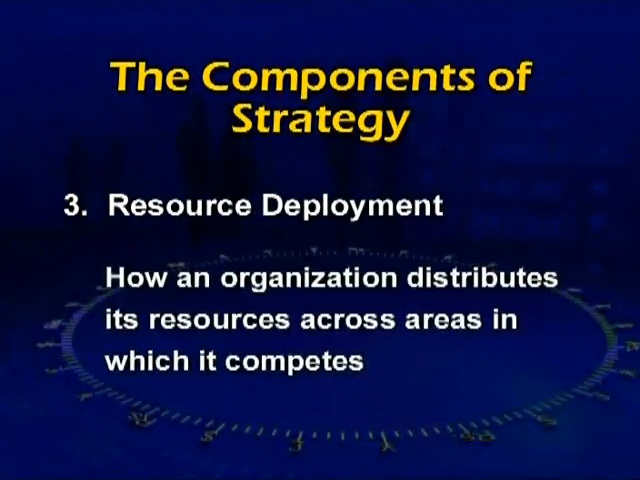 The Components of
Strategy
3. Resource Deployment
How an organization distributes
its resources across areas in
which it competes